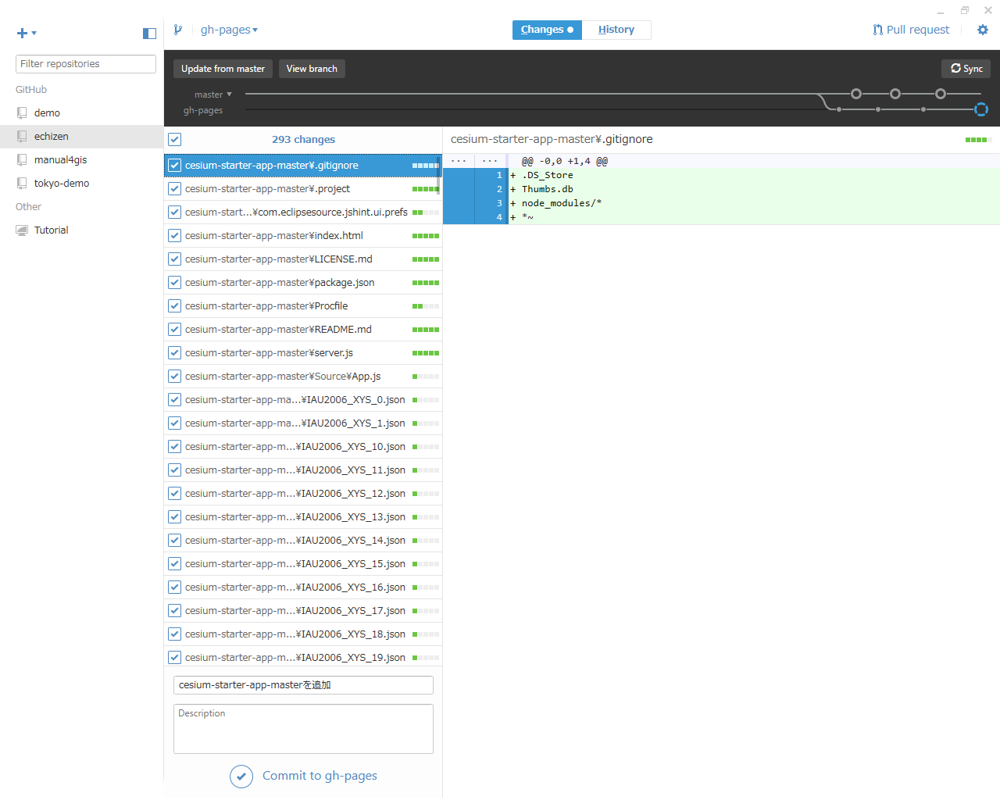 gh-pages
Changes
History
Pull request
Filter repositories
GitHub
demo
echizen
manual4gis
tokyo-demo
Other
Tutorial
Update from master
View branch
Sync
master
gh-pages
293 changes
cesium-starter-app-master¥.gitignore
cesium-starter-app-master¥.project
cesium-start...¥com.eclipsesource.jshint.ui.prefs
cesium-starter-app-master¥index.html
cesium-starter-app-master¥LICENSE.md
cesium-starter-app-master¥package.json
cesium-starter-app-master¥Procfile
cesium-starter-app-master¥README.md
cesium-starter-app-master¥server.js
cesium-starter-app-master¥Source¥App.js
cesium-starter-app-ma...¥IAU2006_XYS_0.json
cesium-starter-app-ma...¥IAU2006_XYS_1.json
cesium-starter-app-m...¥IAU2006_XYS_10.json
cesium-starter-app-m...¥IAU2006_XYS_11.json
cesium-starter-app-m...¥IAU2006_XYS_12.json
cesium-starter-app-m...¥IAU2006_XYS_13.json
cesium-starter-app-m...¥IAU2006_XYS_14.json
cesium-starter-app-m...¥IAU2006_XYS_15.json
cesium-starter-app-m...¥IAU2006_XYS_16.json
cesium-starter-app-m...¥IAU2006_XYS_17.json
cesium-starter-app-m...¥IAU2006_XYS_18.json
cesium-starter-app-m...¥IAU2006_XYS_19.json
cesium-starter-app-masterを追加
Description
Commit to gh-pages
cesium-starter-app-master¥.gitignore
... ... @@ -0,0 +1,4 @@
1 + .DS_Store
2 + Thumbs.db
3 + node_modules/*
4 + *~